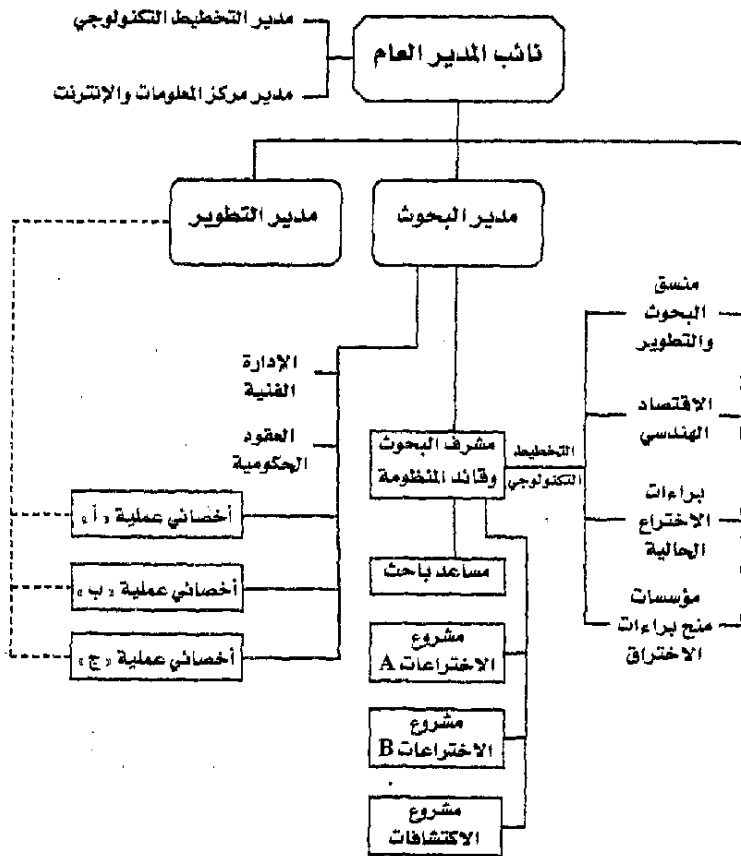 نائب المدير العام
مدير التخطيط التكنولوجي
مدير مركز المعلومات والإنترنت
مدير البحوث
مدير التطوير
منسق
البحوث
والتطوير
الاقتصاد
الهندسي
براءات
الاختراع
الحالية
مؤسسات
منح براءات
الاختراق
التخطيط
التكنولوجي
مشرف البحوث
وقائد المنظومة
مساعد باحث
مشروع
الاختراعات A
مشروع
الاختراعات B
مشروع
الاكتشافات
الإدارة
الفنية
العقود
الحكومية
أخصائي عملية «أ»
أخصائي عملية «ب»
أخصائي عملية «ج»